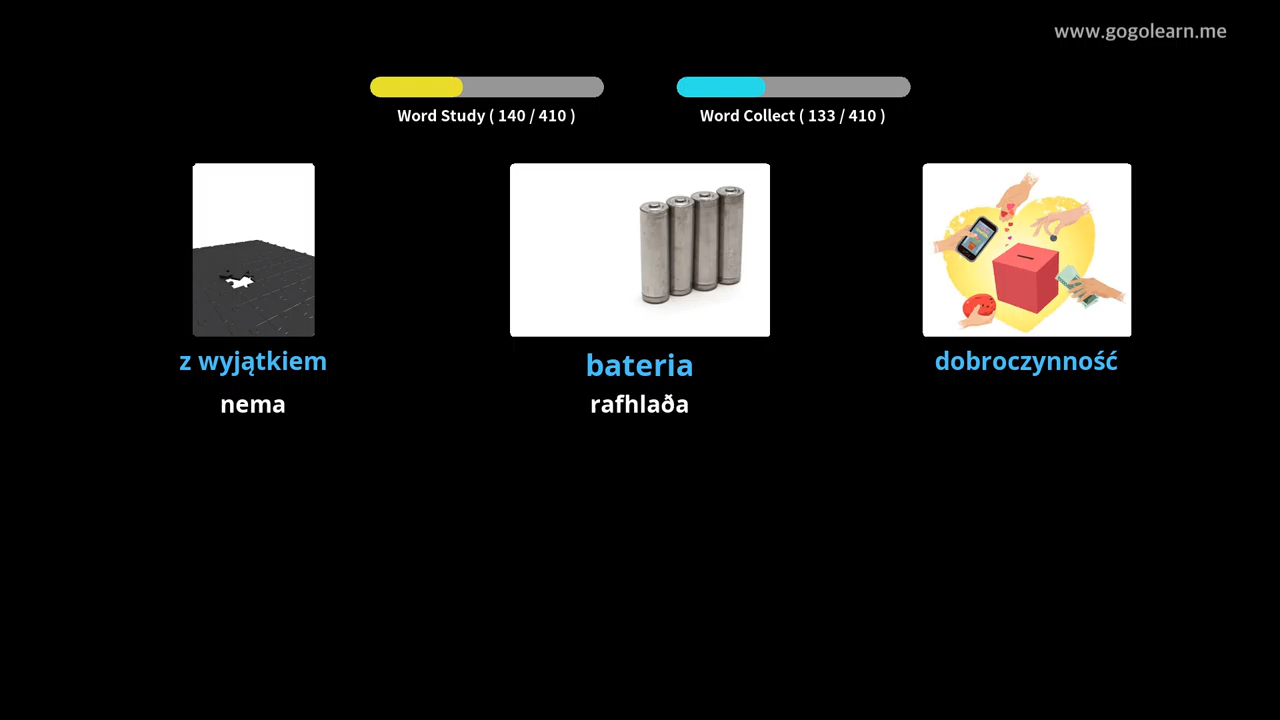 www.gogolearn.me
Word Study ( 140 / 410 )
Word Collect ( 133 / 410 )
z wyjątkiem
nema
bateria
rafhlaða
dobroczynność